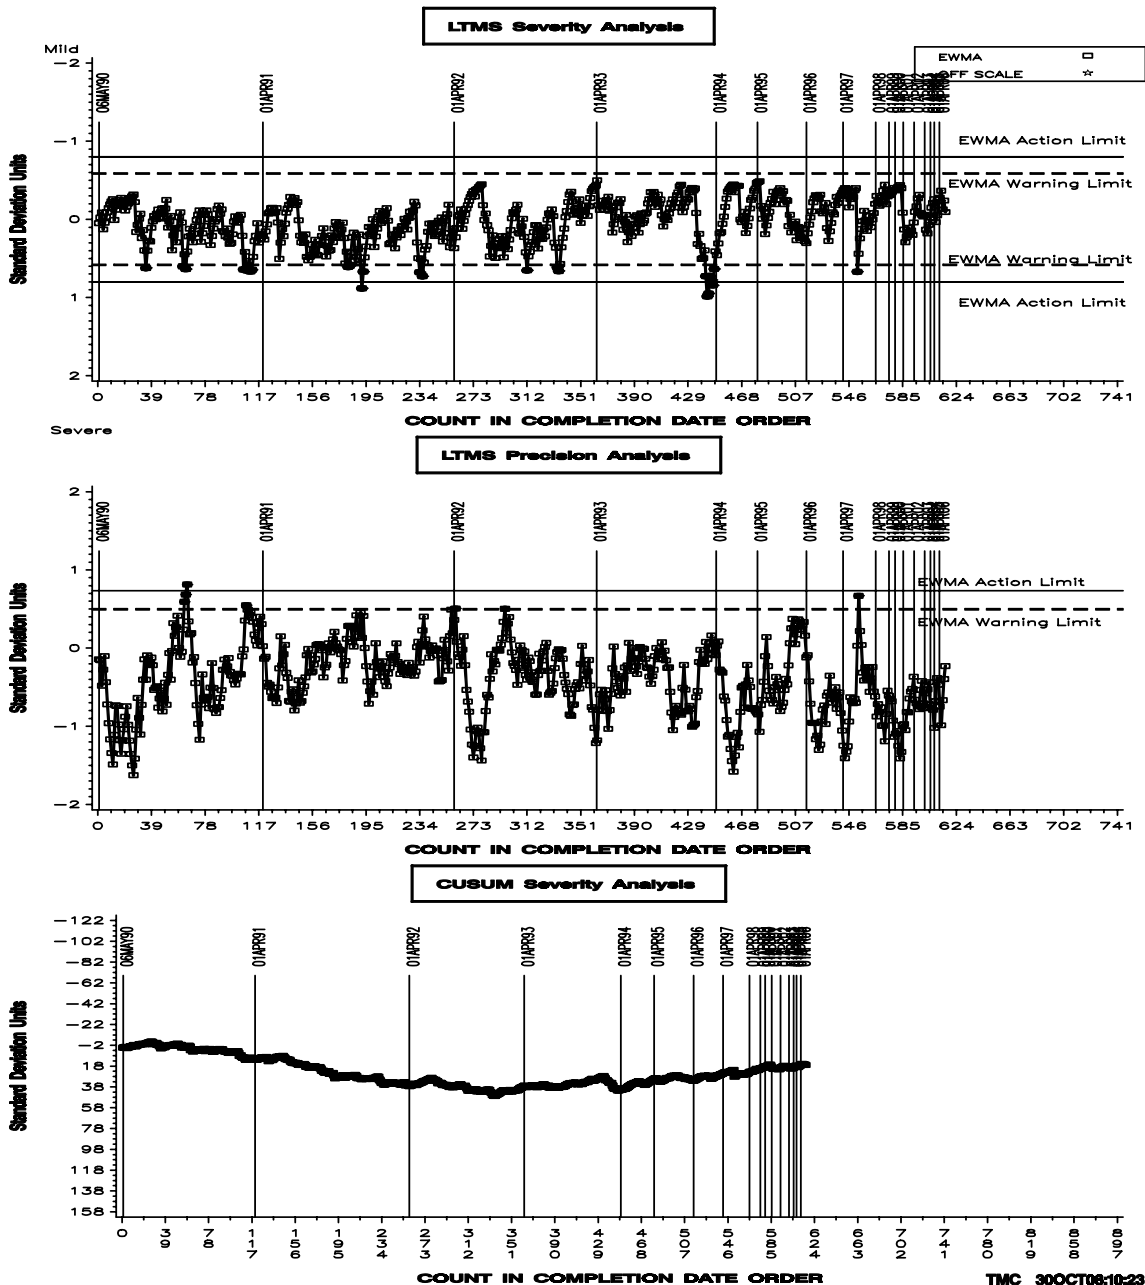 LTMS Severity Analysis
Mild
EWMA
OFF SCALE
-2
-1
0
1
2
Standard Deviation Units
06MAY90
01APR91
01APR92
01APR93
01APR94
01APR95
01APR96
01APR97
01APR98
EWMA Action Limit
EWMA Warning Limit
EWMA Warning Limit
EWMA Action Limit
0 39 78 117 156 195 234 273 312 351 390 429 468 507 546 585 624 663 702 741
COUNT IN COMPLETION DATE ORDER
Severe
LTMS Precision Analysis
2
1
0
-1
-2
Standard Deviation Units
06MAY90
01APR91
01APR92
01APR93
01APR94
01APR95
01APR96
01APR97
01APR98
EWMA Action Limit
EWMA Warning Limit
0 39 78 117 156 195 234 273 312 351 390 429 468 507 546 585 624 663 702 741
COUNT IN COMPLETION DATE ORDER
CUSUM Severity Analysis
-122
-102
-82
-62
-42
-22
-2
18
38
58
78
98
118
138
158
Standard Deviation Units
06MAY90
01APR91
01APR92
01APR93
01APR94
01APR95
01APR96
01APR97
01APR98
0 39 78 117 156 195 234 273 312 351 390 429 468 507 546 585 624 663 702 741 780 819 858 897
COUNT IN COMPLETION DATE ORDER